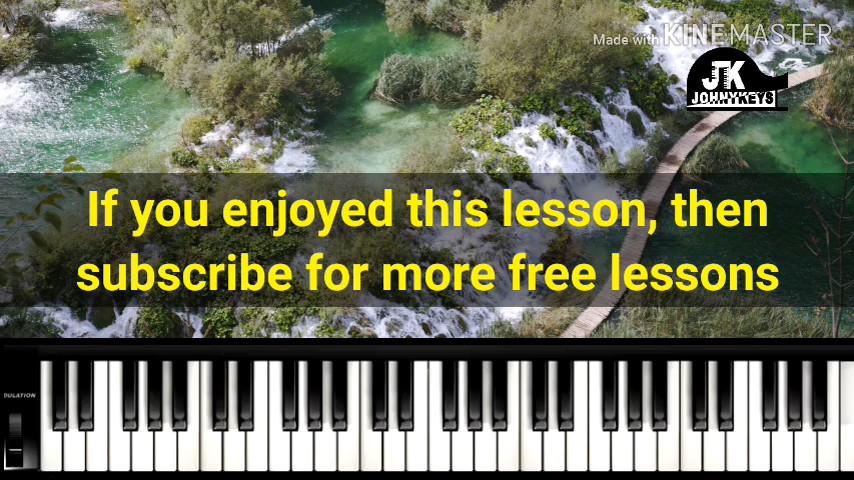 Made with KINEMASTER
JK
JOHNYKEYS
If you enjoyed this lesson, then
subscribe for more free lessons
DULATION